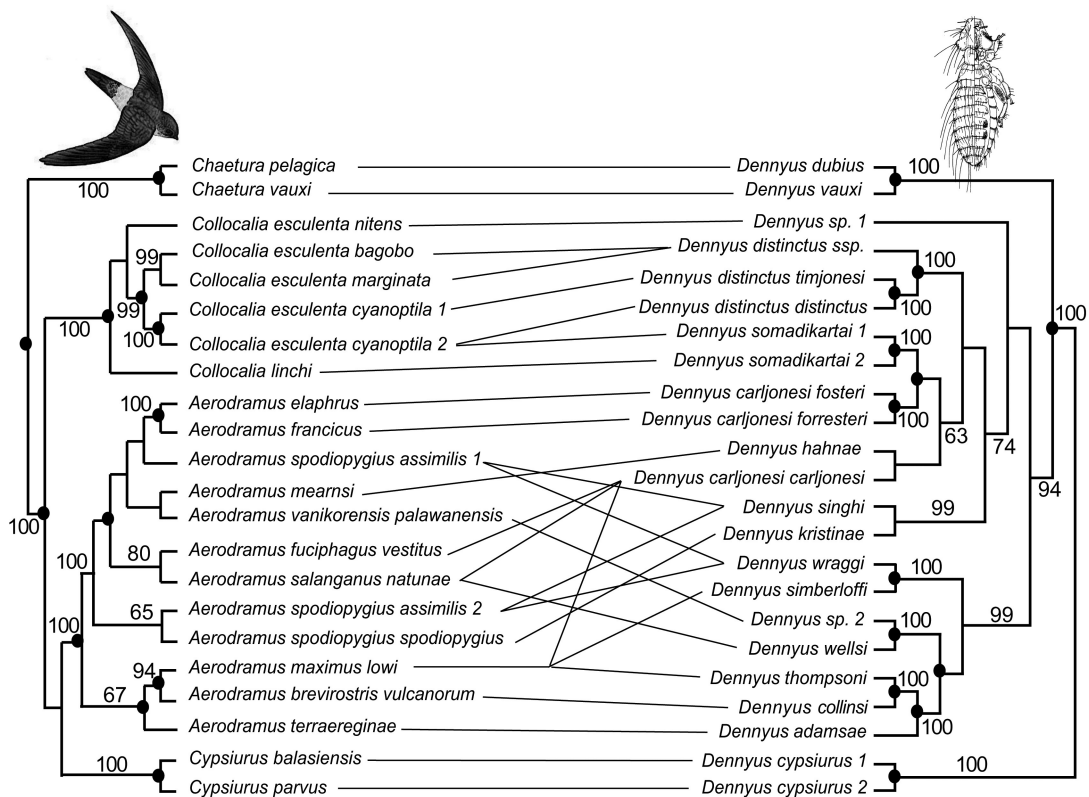 Chaetura pelagica Dennyus dubius 100
100 Chaetura vauxi Dennyus vauxi
Collocalia esculenta nitens Dennyus sp. 1
99 Collocalia esculenta bagobo Dennyus distinctus ssp. 100
Collocalia esculenta marginata Dennyus distinctus timjonesi
99 Collocalia esculenta cyanoptila 1 Dennyus distinctus distinctus 100
100 100 Collocalia esculenta cyanoptila 2 Dennyus somadikartai 1 100 100
Collocalia linchi Dennyus somadikartai 2
100 Aerodramus elaphrus Dennyus carljonesi fosteri
Aerodramus francicus Dennyus carljonesi forresteri 100
Aerodramus spodiopygius assimilis 1 Dennyus hahnae 63 74
Aerodramus mearnsi Dennyus carljonesi carljonesi 94
100 Aerodramus vanikorensis palawanensis Dennyus singhi 99
Dennyus kristinae
100 80 Aerodramus fuciphagus vestitus Dennyus wraggi 100
Aerodramus salanganus natunae Dennyus simberloffi
65 Aerodramus spodiopygius assimilis 2 Dennyus sp. 2 100 99
100 Aerodramus spodiopygius spodiopygius Dennyus wellsi
94 Aerodramus maximus lowi Dennyus thompsoni 100
67 Aerodramus brevirostris vulcanorum Dennyus collinsi
Aerodramus terraereginae Dennyus adamsae 100
100 Cypsiurus balasiensis Dennyus cypsiurus 1 100
Cypsiurus parvus Dennyus cypsiurus 2